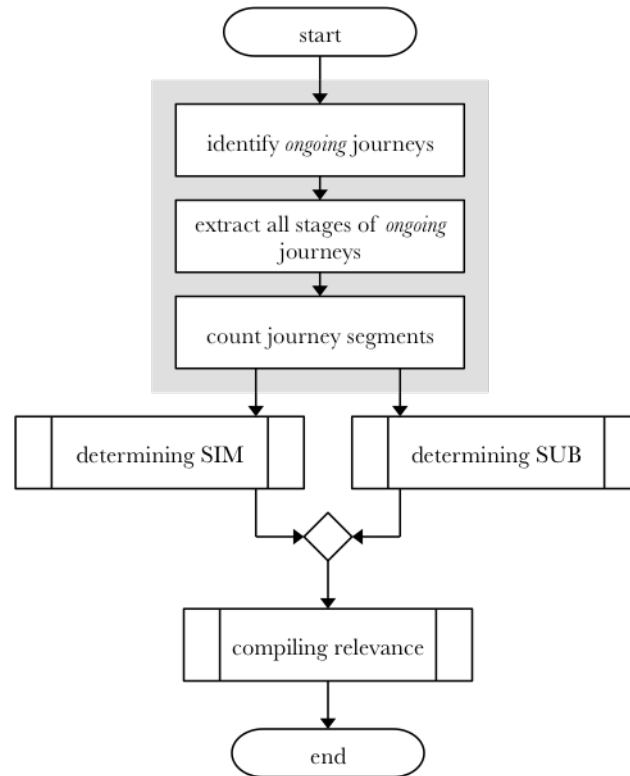 start
identify ongoing journeys
extract all stages of ongoing
journeys
count journey segments
determining SIM
determining SUB
compiling relevance
end